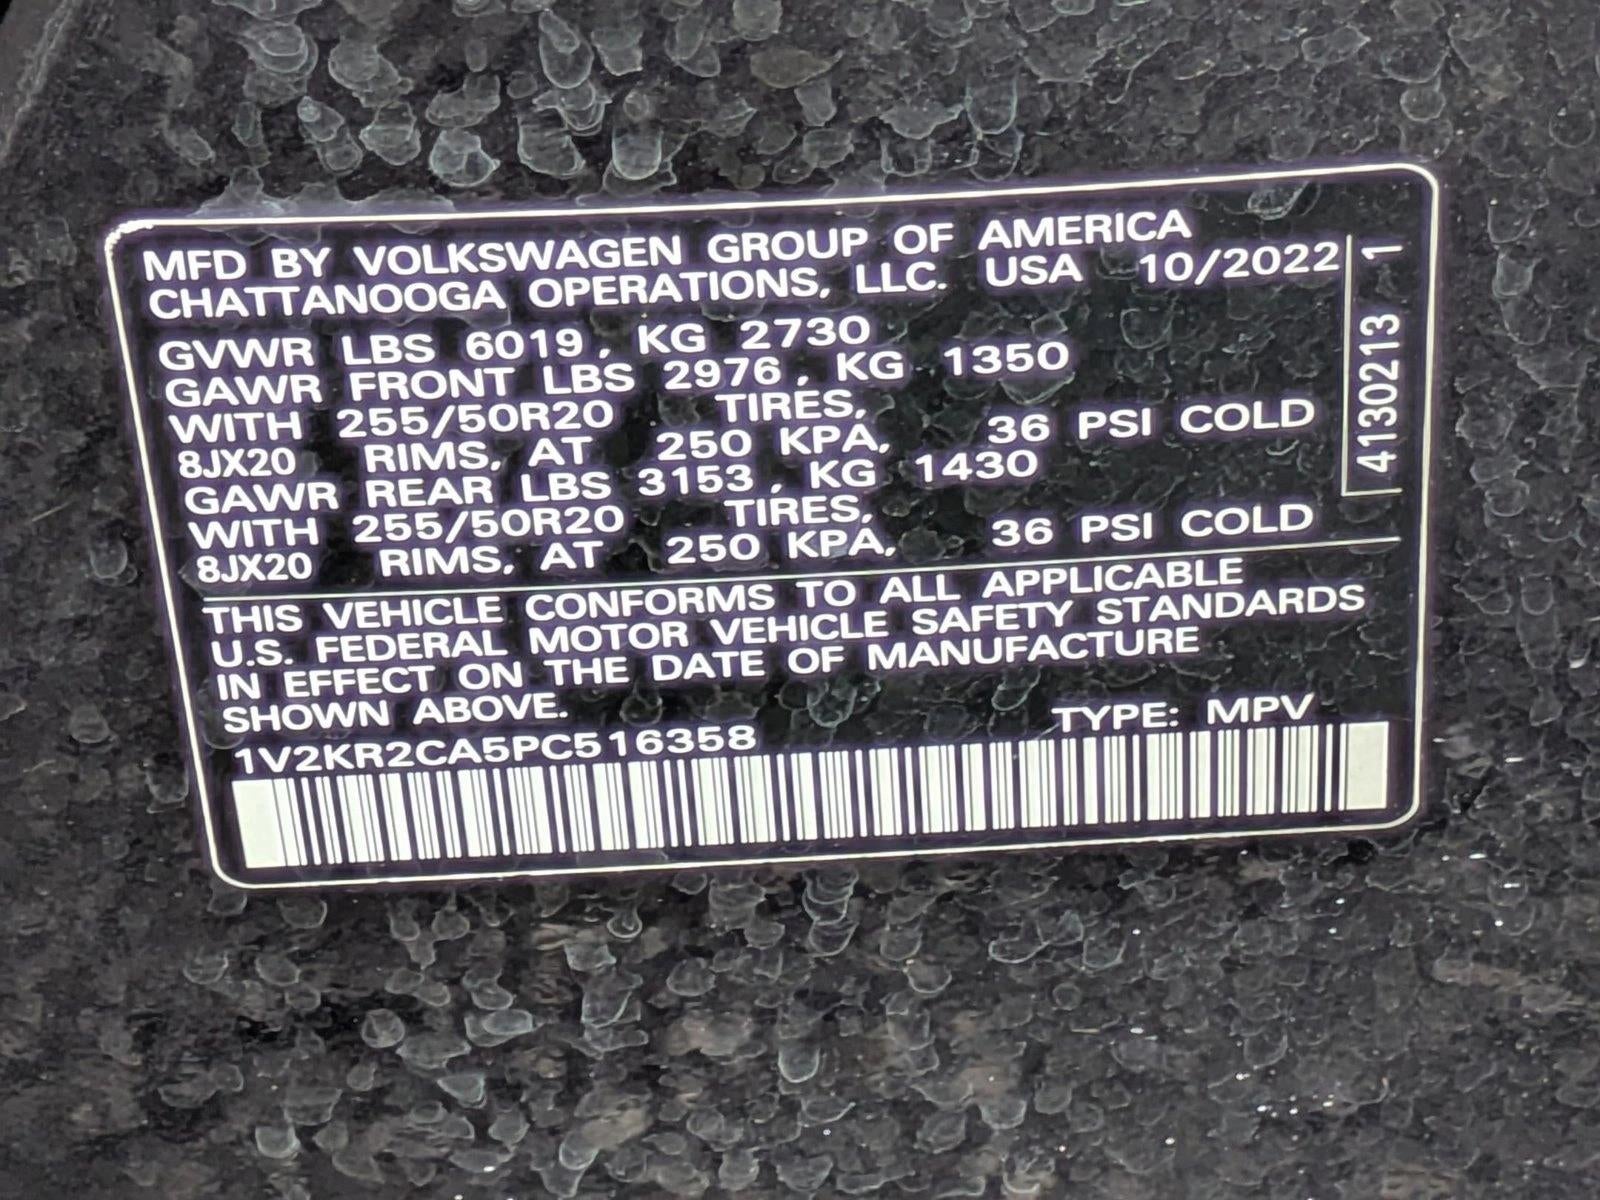 MFD BY VOLKSWAGEN GROUP OF AMERICA
CHATTANOOGA OPERATIONS, LLC. USA 10/2022
GVWR LBS 6019, KG 2730
GAWR FRONT LBS 2976, KG 1350
WITH 255/50R20 TIRES,
8JX20 RIMS, AT 250 KPA, 36 PSI COLD
GAWR REAR LBS 3153, KG 1430
WITH 255/50R20 TIRES,
8JX20 RIMS, AT 250 KPA, 36 PSI COLD
4130213 1
THIS VEHICLE CONFORMS TO ALL APPLICABLE
U.S. FEDERAL MOTOR VEHICLE SAFETY STANDARDS
IN EFFECT ON THE DATE OF MANUFACTURE
SHOWN ABOVE.
1V2KR2CA5PC516358 TYPE: MPV